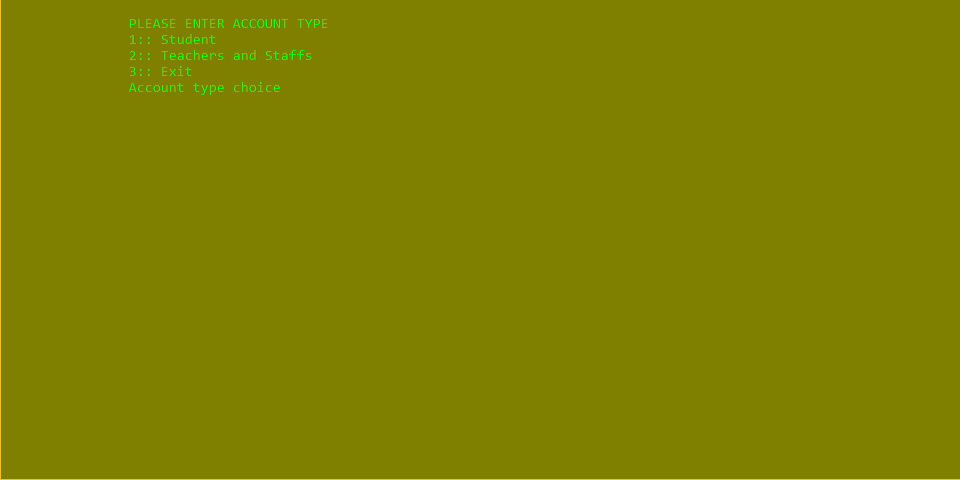 PLEASE ENTER ACCOUNT TYPE
1:: Student
2:: Teachers and Staffs
3:: Exit
Account type choice